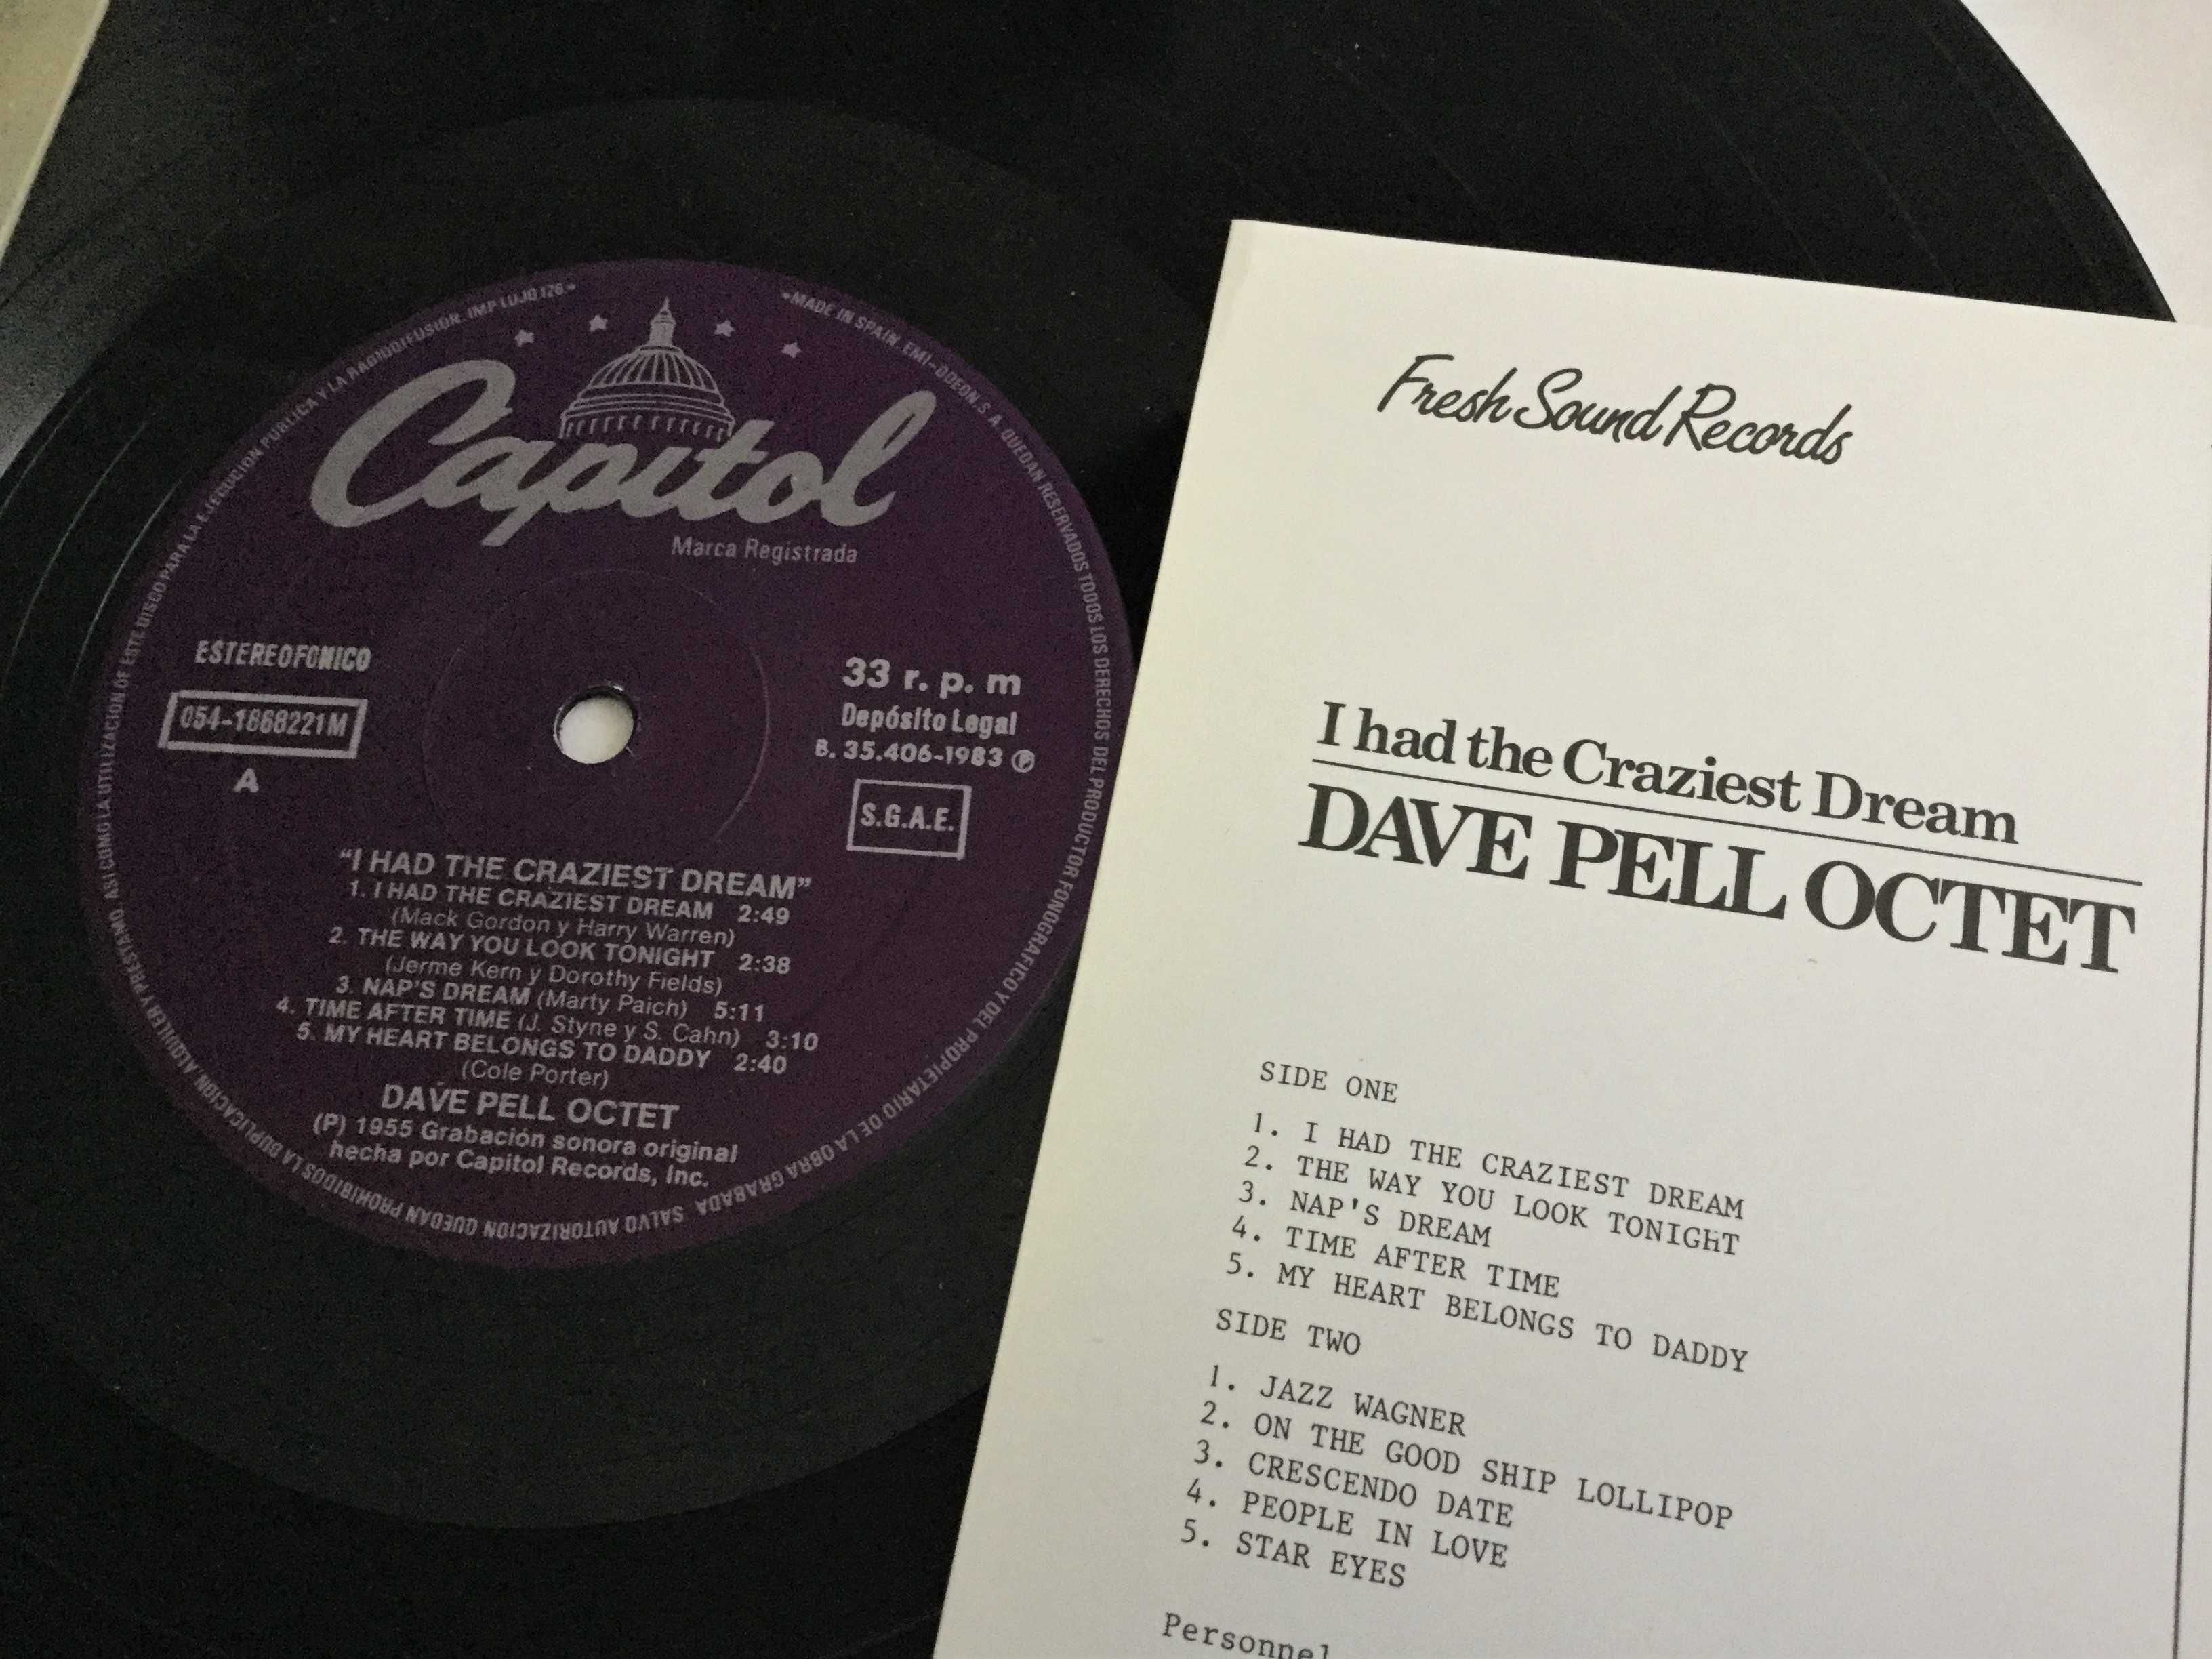 IMP LUJO 126.•
•MADE IN SPAIN. EMI-ODEON S A. QUEDAN RESERVADOS TODOS LOS DERECHOS DEL PRODUCTOR FONOGRAFICO Y DEL PROPIETARIO DE LA OBRA GRABADA SALVO AUTORIZACION QUEDAN PROHIBIDOS LA DUPLICACION, ALQUILER Y PRESTAMO, ASI COMO LA UTILIZACION DE ESTE DISCO PARA LA EJECUCION PUBLICA Y LA RADIODIFUSION.
Capitol
Marca Registrada
ESTEREOFONICO
054-1868221M
A
33 r. p. m
Depósito Legal
B. 35.406-1983 Ⓟ
S.G.A.E.
“I HAD THE CRAZIEST DREAM”
1. I HAD THE CRAZIEST DREAM 2:49
(Mack Gordon y Harry Warren)
2. THE WAY YOU LOOK TONIGHT 2:38
(Jerme Kern y Dorothy Fields)
3. NAP'S DREAM (Marty Paich) 5:11
4. TIME AFTER TIME (J. Styne y S. Cahn) 3:10
5. MY HEART BELONGS TO DADDY 2:40
(Cole Porter)
DAVE PELL OCTET
(P) 1955 Grabación sonora original
hecha por Capitol Records, Inc.
Fresh Sound Records
I had the Craziest Dream
DAVE PELL OCTET
SIDE ONE
1. I HAD THE CRAZIEST DREAM
2. THE WAY YOU LOOK TONIGHT
3. NAP'S DREAM
4. TIME AFTER TIME
5. MY HEART BELONGS TO DADDY
SIDE TWO
1. JAZZ WAGNER
2. ON THE GOOD SHIP LOLLIPOP
3. CRESCENDO DATE
4. PEOPLE IN LOVE
5. STAR EYES
Personnel